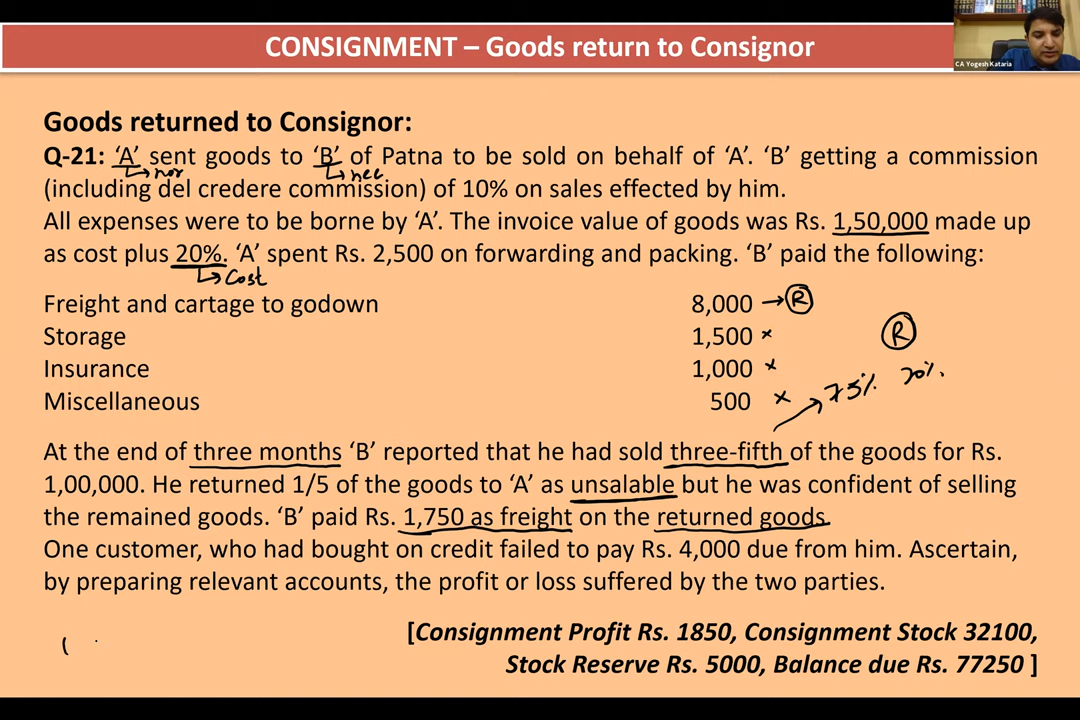 CONSIGNMENT – Goods return to Consignor
CA Yogesh Kataria
Goods returned to Consignor:
Q-21: ‘A’ sent goods to ‘B’ of Patna to be sold on behalf of ‘A’. ‘B’ getting a commission
nor
nee
(including del credere commission) of 10% on sales effected by him.
All expenses were to be borne by ‘A’. The invoice value of goods was Rs. 1,50,000 made up
as cost plus 20%. ‘A’ spent Rs. 2,500 on forwarding and packing. ‘B’ paid the following:
Cost
Freight and cartage to godown 8,000 → R
Storage 1,500 × R
Insurance 1,000 ×
Miscellaneous 500 × 75% 20%
At the end of three months ‘B’ reported that he had sold three-fifth of the goods for Rs.
1,00,000. He returned 1/5 of the goods to ‘A’ as unsalable but he was confident of selling
the remained goods. ‘B’ paid Rs. 1,750 as freight on the returned goods.
One customer, who had bought on credit failed to pay Rs. 4,000 due from him. Ascertain,
by preparing relevant accounts, the profit or loss suffered by the two parties.
(
[Consignment Profit Rs. 1850, Consignment Stock 32100,
Stock Reserve Rs. 5000, Balance due Rs. 77250 ]